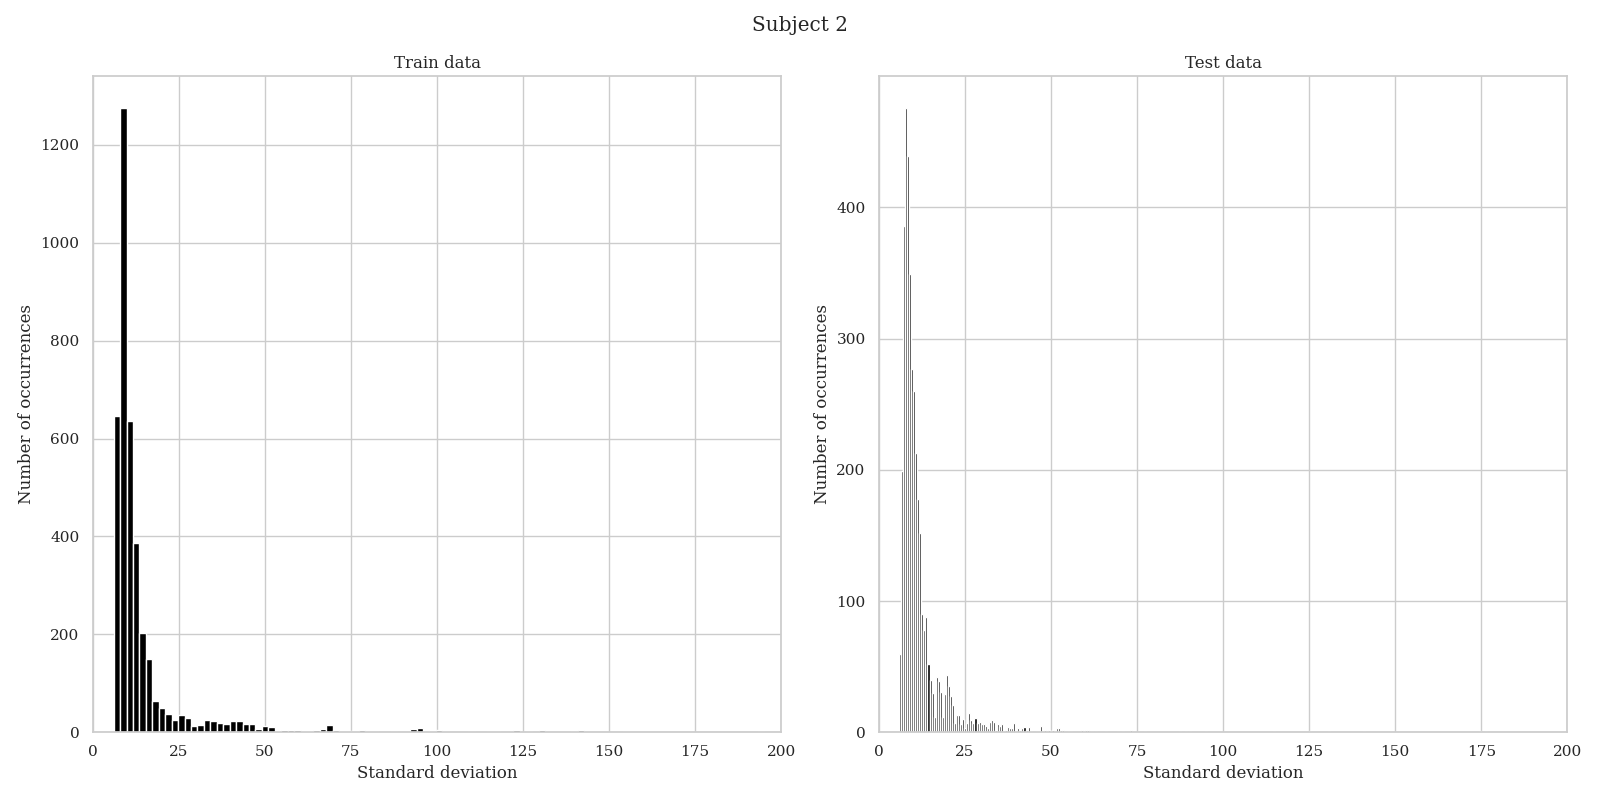 Subject 2
Train data
1200
1000
800
600
400
200
0
0 25 50 75 100 125 150 175 200
Number of occurrences
Standard deviation
Test data
400
300
200
100
0
0 25 50 75 100 125 150 175 200
Number of occurrences
Standard deviation